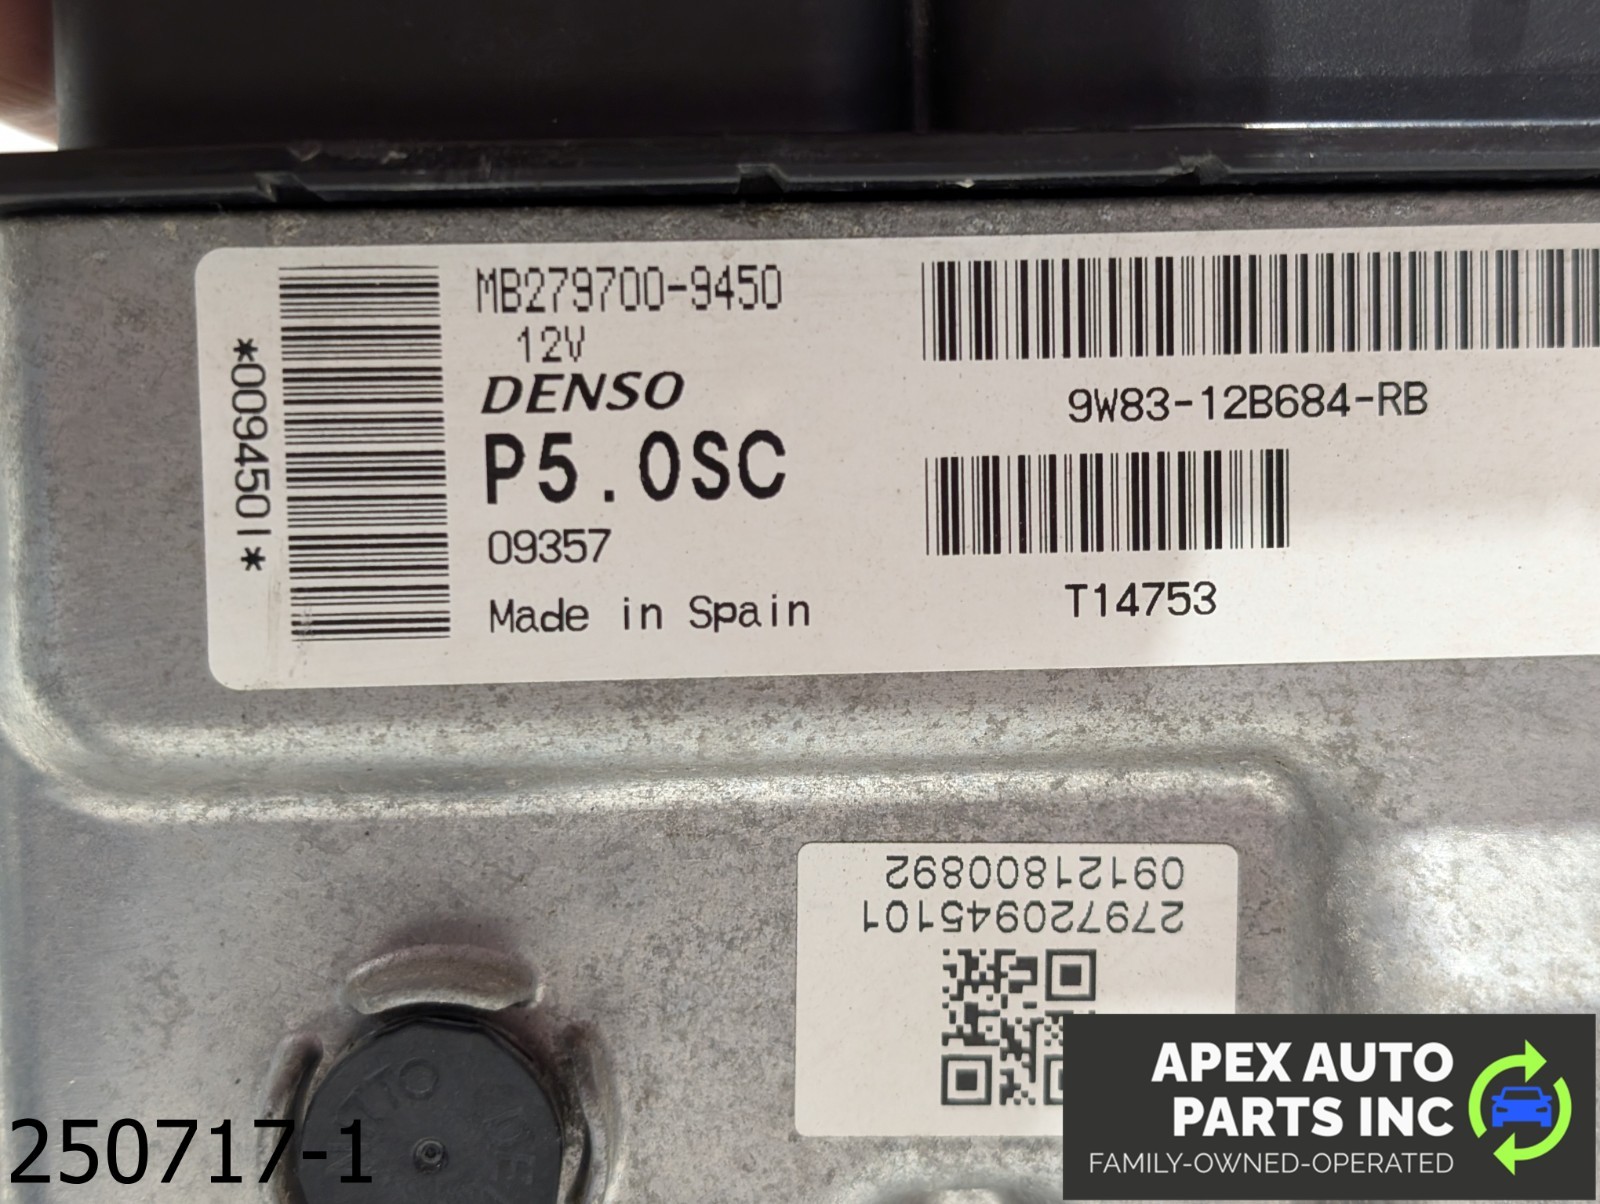 MB279700-9450
12V
DENSO
P5.0SC
09357
Made in Spain
*009450I*
9W83-12B684-RB
T14753
09121800892
279720945101
250717-1
APEX AUTO
PARTS INC
FAMILY-OWNED-OPERATED